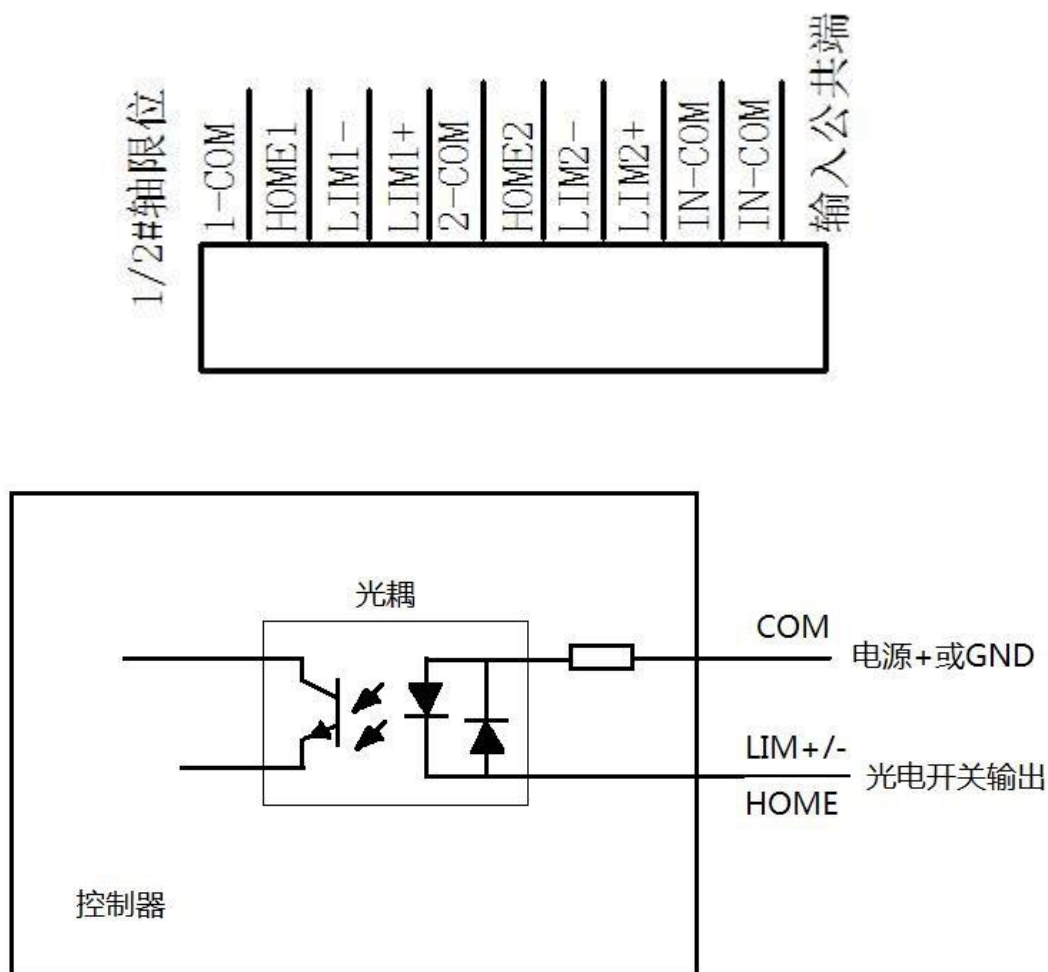 1/2#轴限位
1-COM
HOME1
LIM1-
LIM1+
2-COM
HOME2
LIM2-
LIM2+
IN-COM
IN-COM
输入公共端
光耦
COM
电源+或GND
LIM+/-
光电开关输出
HOME
控制器